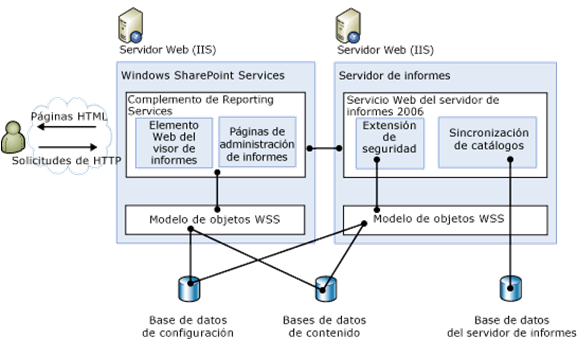 Servidor Web (IIS)
Servidor Web (IIS)
Windows SharePoint Services
Servidor de informes
Complemento de Reporting
Services
Servicio Web del servidor de
informes 2006
Páginas HTML
Solicitudes de HTTP
Elemento
Web del
visor de
informes
Páginas de
administración
de informes
Extensión
de
seguridad
Sincronización
de catálogos
Modelo de objetos WSS
Modelo de objetos WSS
Base de datos
de configuración
Bases de datos
de contenido
Base de datos
del servidor de informes